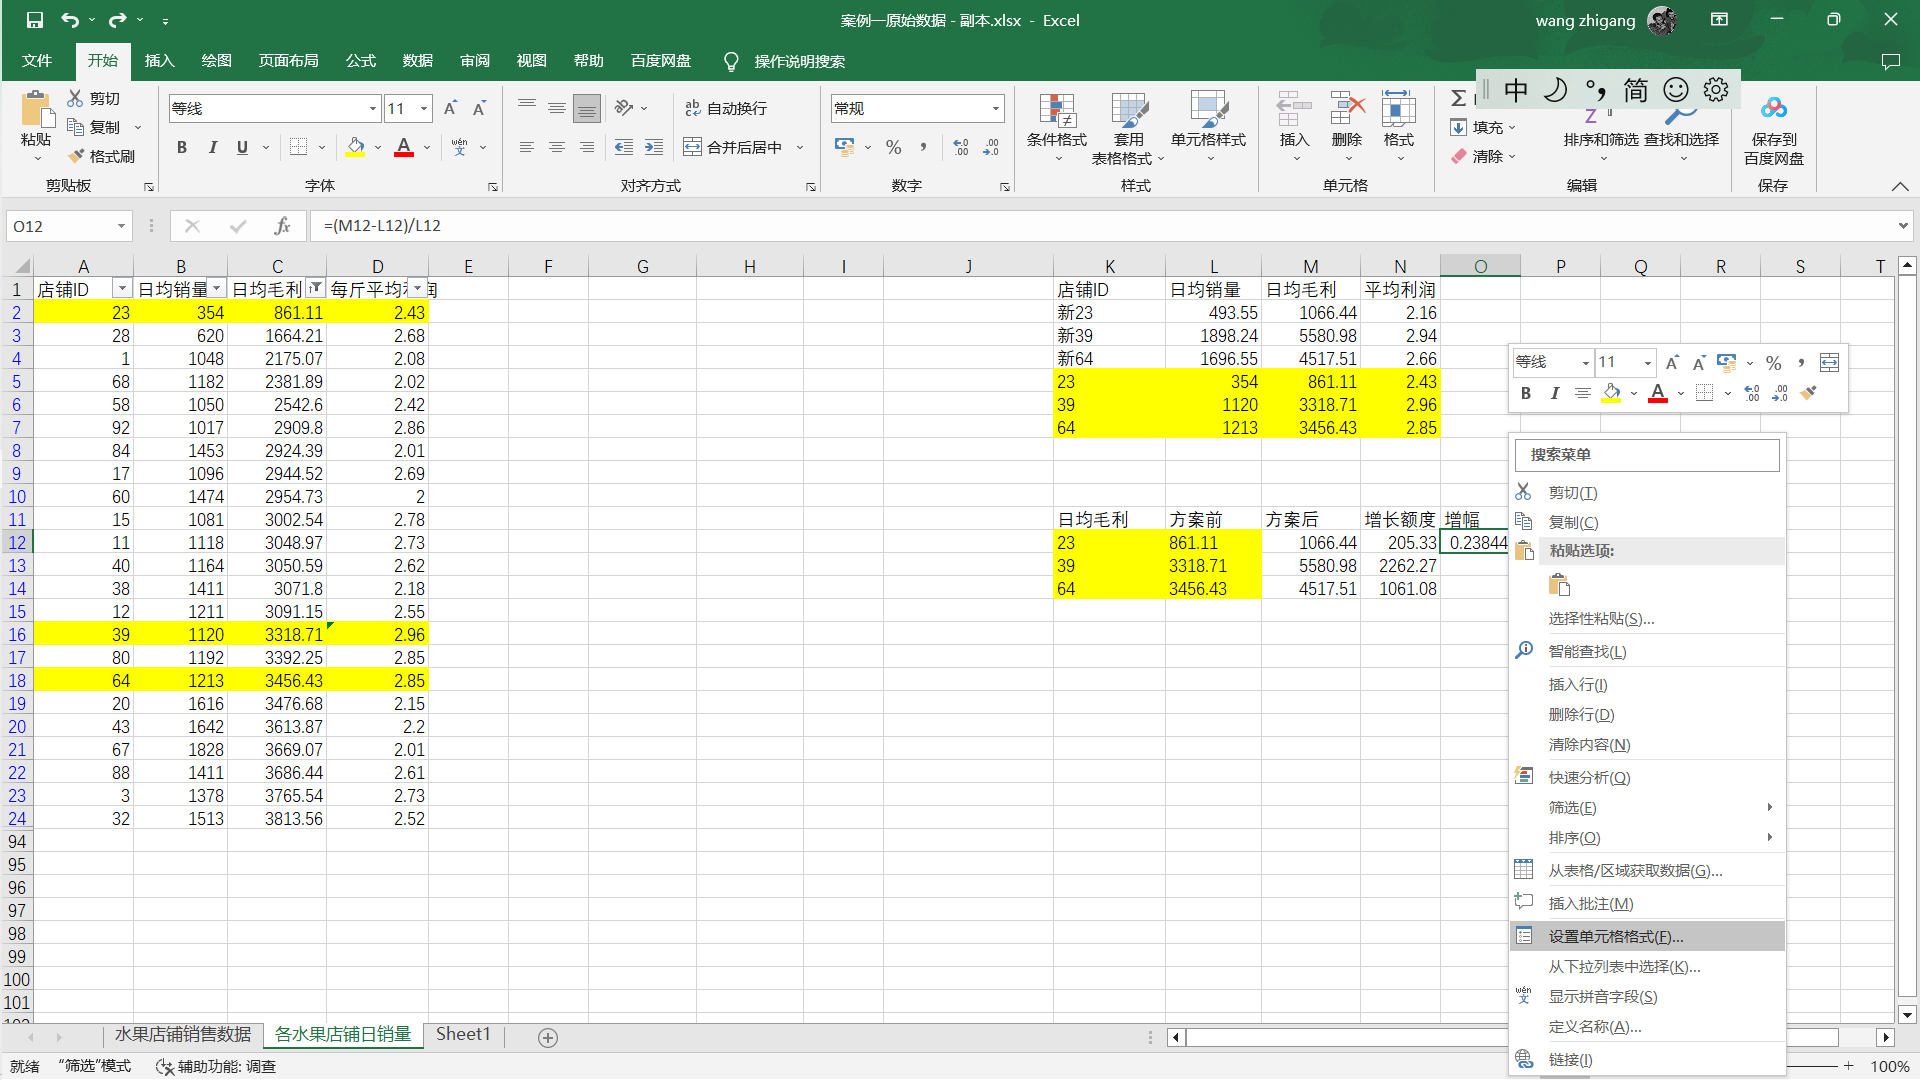 案例一原始数据 - 副本.xlsx - Excel
wang zhigang
文件 开始 插入 绘图 页面布局 公式 数据 审阅 视图 帮助 百度网盘 操作说明搜索
中 简
粘贴 剪切 复制 格式刷 剪贴板
等线 11 B I U A wén 文 字体
ab 自动换行 合并后居中 对齐方式
常规 % 数字
条件格式 套用 表格格式 单元格样式 样式
插入 删除 格式 单元格
填充 清除 排序和筛选 查找和选择 编辑
保存到 百度网盘 保存
O12 fx =(M12-L12)/L12
A B C D E F G H I J K L M N O P Q R S T
1 店铺ID 日均销量 日均毛利 每斤平均利润 店铺ID 日均销量 日均毛利 平均利润
2 23 354 861.11 2.43 新23 493.55 1066.44 2.16
3 28 620 1664.21 2.68 新39 1898.24 5580.98 2.94
4 1 1048 2175.07 2.08 新64 1696.55 4517.51 2.66
5 68 1182 2381.89 2.02 23 354 861.11 2.43
6 58 1050 2542.6 2.42 39 1120 3318.71 2.96
7 92 1017 2909.8 2.86 64 1213 3456.43 2.85
8 84 1453 2924.39 2.01
9 17 1096 2944.52 2.69
10 60 1474 2954.73 2
11 15 1081 3002.54 2.78 日均毛利 方案前 方案后 增长额度 增幅
12 11 1118 3048.97 2.73 23 861.11 1066.44 205.33 0.23844
13 40 1164 3050.59 2.62 39 3318.71 5580.98 2262.27
14 38 1411 3071.8 2.18 64 3456.43 4517.51 1061.08
15 12 1211 3091.15 2.55
16 39 1120 3318.71 2.96
17 80 1192 3392.25 2.85
18 64 1213 3456.43 2.85
19 20 1616 3476.68 2.15
20 43 1642 3613.87 2.2
21 67 1828 3669.07 2.01
22 88 1411 3686.44 2.61
23 3 1378 3765.54 2.73
24 32 1513 3813.56 2.52
94
95
96
97
98
99
100
101
等线 11 A A %
B I A
搜索菜单
剪切(T)
复制(C)
粘贴选项:
选择性粘贴(S)...
智能查找(L)
插入行(I)
删除行(D)
清除内容(N)
快速分析(Q)
筛选(E)
排序(O)
从表格/区域获取数据(G)...
插入批注(M)
设置单元格格式(F)...
从下拉列表中选择(K)...
显示拼音字段(S)
定义名称(A)...
链接(I)
水果店铺销售数据 各水果店铺日销量 Sheet1
就绪 “筛选”模式 辅助功能: 调查 100%